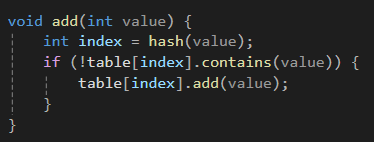 void add(int value) {
    int index = hash(value);
    if (!table[index].contains(value)) {
        table[index].add(value);
    }
}